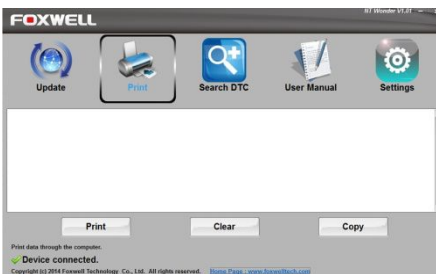 NT Wonder V1.01
FOXWELL
Update Print Search DTC User Manual Settings
Print Clear Copy
Print data through the computer.
Device connected.
Copyright (c) 2014 Foxwell Technology Co., Ltd. All rights reserved. Home Page : www.foxwelltech.com